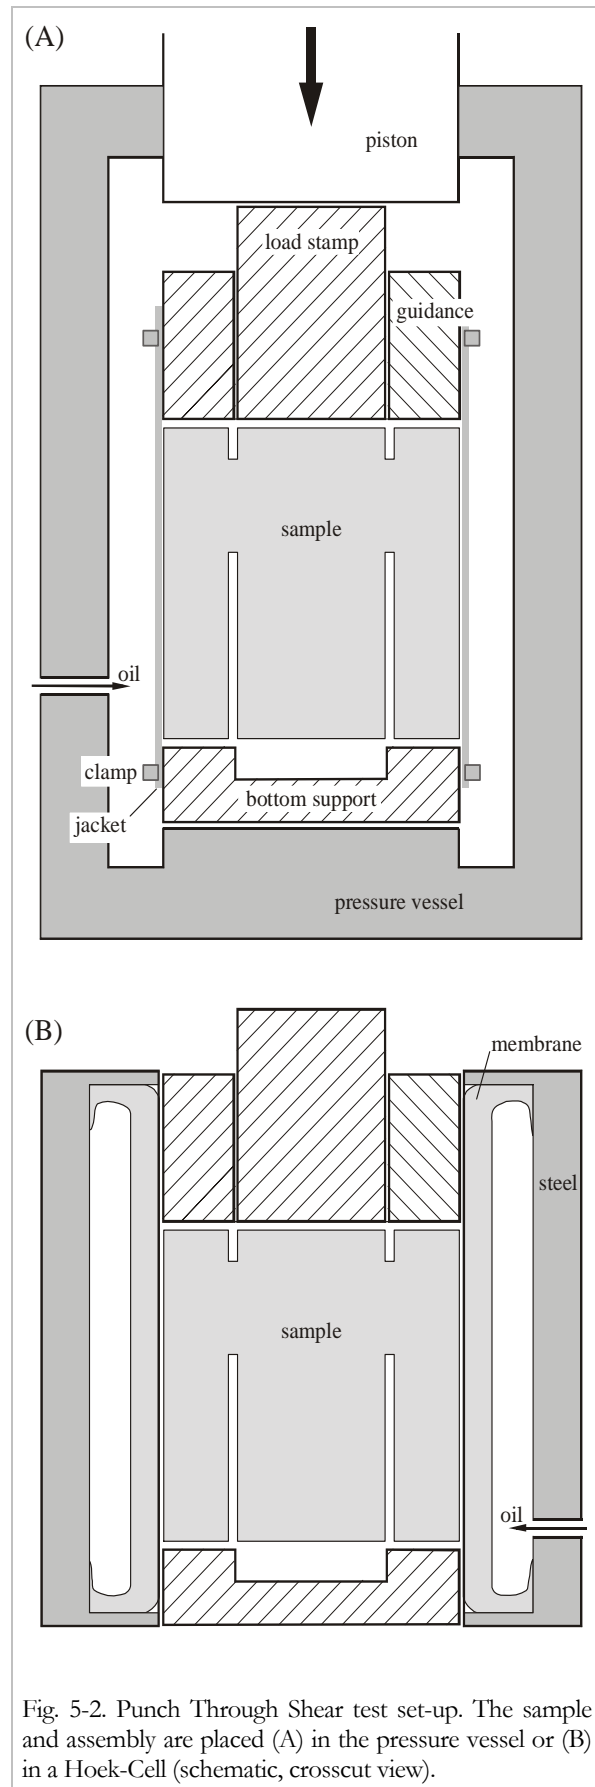 (A)
piston
load stamp
guidance
sample
oil
clamp
bottom support
jacket
pressure vessel
(B)
membrane
steel
sample
oil
Fig. 5-2. Punch Through Shear test set-up. The sample
and assembly are placed (A) in the pressure vessel or (B)
in a Hoek-Cell (schematic, crosscut view).